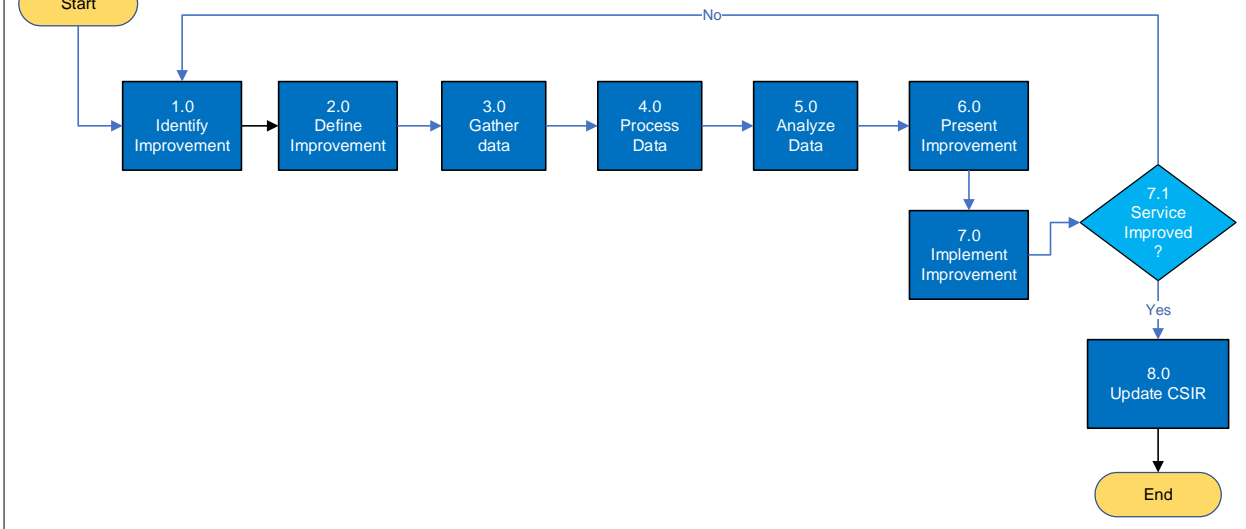 Start
No
1.0
Identify
Improvement
2.0
Define
Improvement
3.0
Gather
data
4.0
Process
Data
5.0
Analyze
Data
6.0
Present
Improvement
7.0
Implement
Improvement
7.1
Service
Improved
?
Yes
8.0
Update CSIR
End